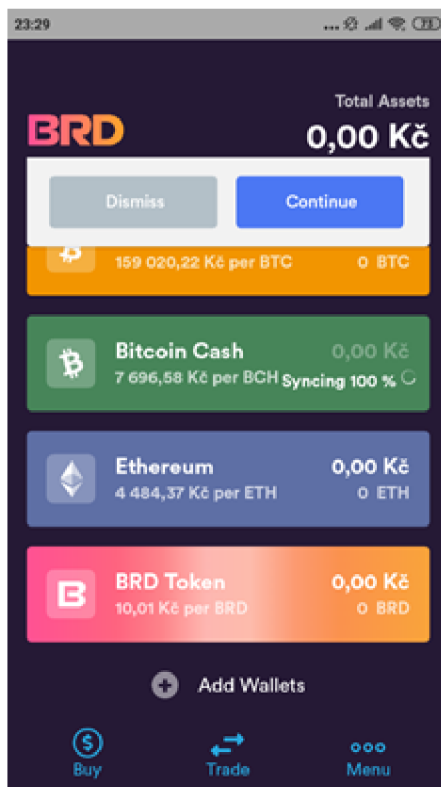 23:29 ... 73
Total Assets
BRD 0,00 Kč
Dismiss Continue
159 020,22 Kč per BTC 0 BTC
Bitcoin Cash 0,00 Kč
7 696,58 Kč per BCH Syncing 100 %
Ethereum 0,00 Kč
4 484,37 Kč per ETH 0 ETH
BRD Token 0,00 Kč
10,01 Kč per BRD 0 BRD
Add Wallets
Buy Trade Menu